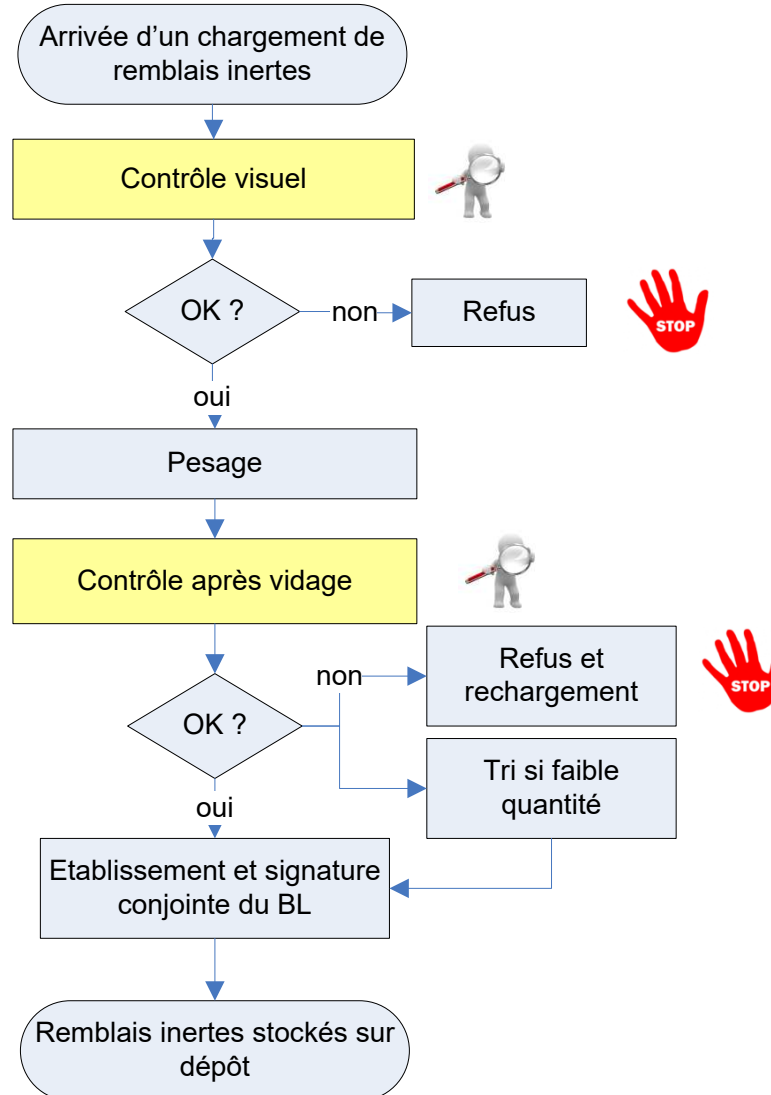 Arrivée d’un chargement de
remblais inertes
Contrôle visuel
OK ?
non
Refus
STOP
oui
Pesage
Contrôle après vidage
OK ?
non
Refus et
rechargement
STOP
Tri si faible
quantité
oui
Etablissement et signature
conjointe du BL
Remblais inertes stockés sur
dépôt